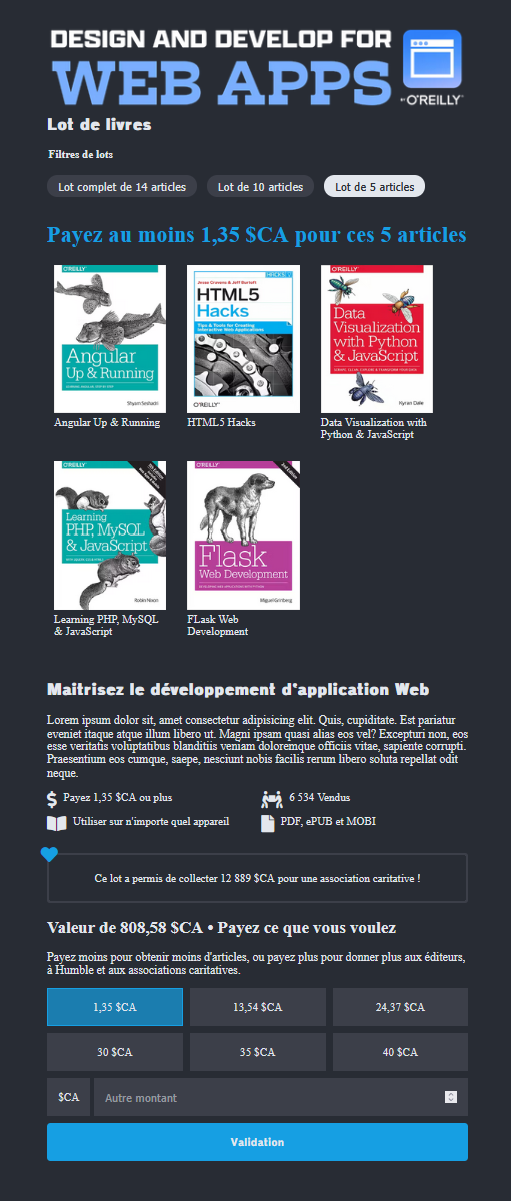 DESIGN AND DEVELOP FOR
WEB APPS
BY O'REILLY
Lot de livres
Filtres de lots
Lot complet de 14 articles
Lot de 10 articles
Lot de 5 articles
Payez au moins 1,35 $CA pour ces 5 articles
O'REILLY
Angular
Up & Running
Shyam Seshadri
HACKS
Jesse Cravens & Jeff Burtoft
HTML5
Hacks
Tips & Tools for Creating
Interactive Web Applications
O'REILLY
O'REILLY
Data
Visualization
with Python
& JavaScript
Kyran Dale
Angular Up & Running
HTML5 Hacks
Data Visualization with
Python & JavaScript
O'REILLY
5th Edition
Learning
PHP, MySQL
& JavaScript
Robin Nixon
O'REILLY
2nd Edition
Flask
Web Development
Miguel Grinberg
Learning PHP, MySQL
& JavaScript
FLask Web
Development
Maitrisez le développement d'application Web
Lorem ipsum dolor sit, amet consectetur adipisicing elit. Quis, cupiditate. Est pariatur
eveniet itaque atque illum libero ut. Magni ipsam quasi alias eos vel? Excepturi non, eos
esse veritatis voluptatibus blanditiis veniam doloremque officiis vitae, sapiente corrupti.
Praesentium eos cumque, saepe, nesciunt nobis facilis rerum libero soluta repellat odit
neque.
Payez 1,35 $CA ou plus
6 534 Vendus
Utiliser sur n'importe quel appareil
PDF, ePUB et MOBI
Ce lot a permis de collecter 12 889 $CA pour une association caritative !
Valeur de 808,58 $CA • Payez ce que vous voulez
Payez moins pour obtenir moins d'articles, ou payez plus pour donner plus aux éditeurs,
à Humble et aux associations caritatives.
1,35 $CA
13,54 $CA
24,37 $CA
30 $CA
35 $CA
40 $CA
$CA
Autre montant
Validation